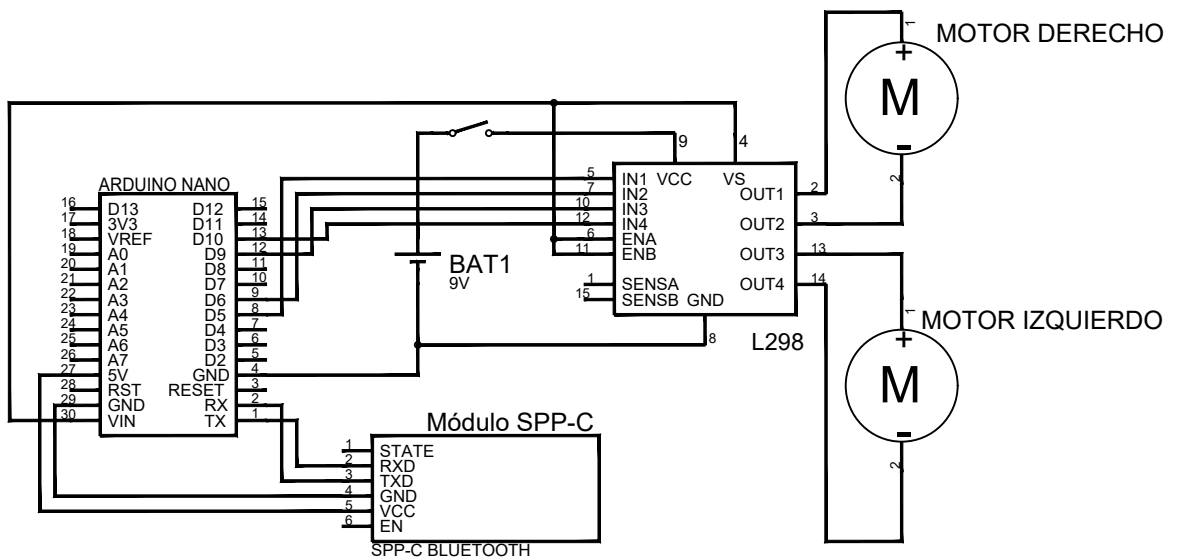 MOTOR DERECHO
1
+
M
-
2
ARDUINO NANO
16 D13 D12 15
17 3V3 D11 14
18 VREF D10 13
19 A0 D9 12
20 A1 D8 11
21 A2 D7 10
22 A3 D6 9
23 A4 D5 8
24 A5 D4 7
25 A6 D3 6
26 A7 D2 5
27 5V GND 4
28 RST RESET 3
29 GND RX 2
30 VIN TX 1
BAT1
9V
9 4
VCC VS
5 IN1
7 IN2
10 IN3
12 IN4
6 ENA
11 ENB
1 SENSA
15 SENSB
GND
8
OUT1 2
OUT2 3
OUT3 13
OUT4 14
L298
MOTOR IZQUIERDO
1
+
M
-
2
Módulo SPP-C
1 STATE
2 RXD
3 TXD
4 GND
5 VCC
6 EN
SPP-C BLUETOOTH